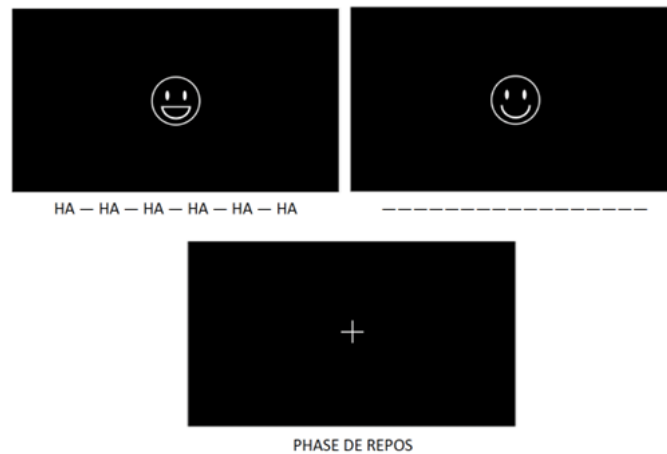 HA — HA — HA — HA — HA — HA
— — — — — — — — — — — — — — — — —
PHASE DE REPOS